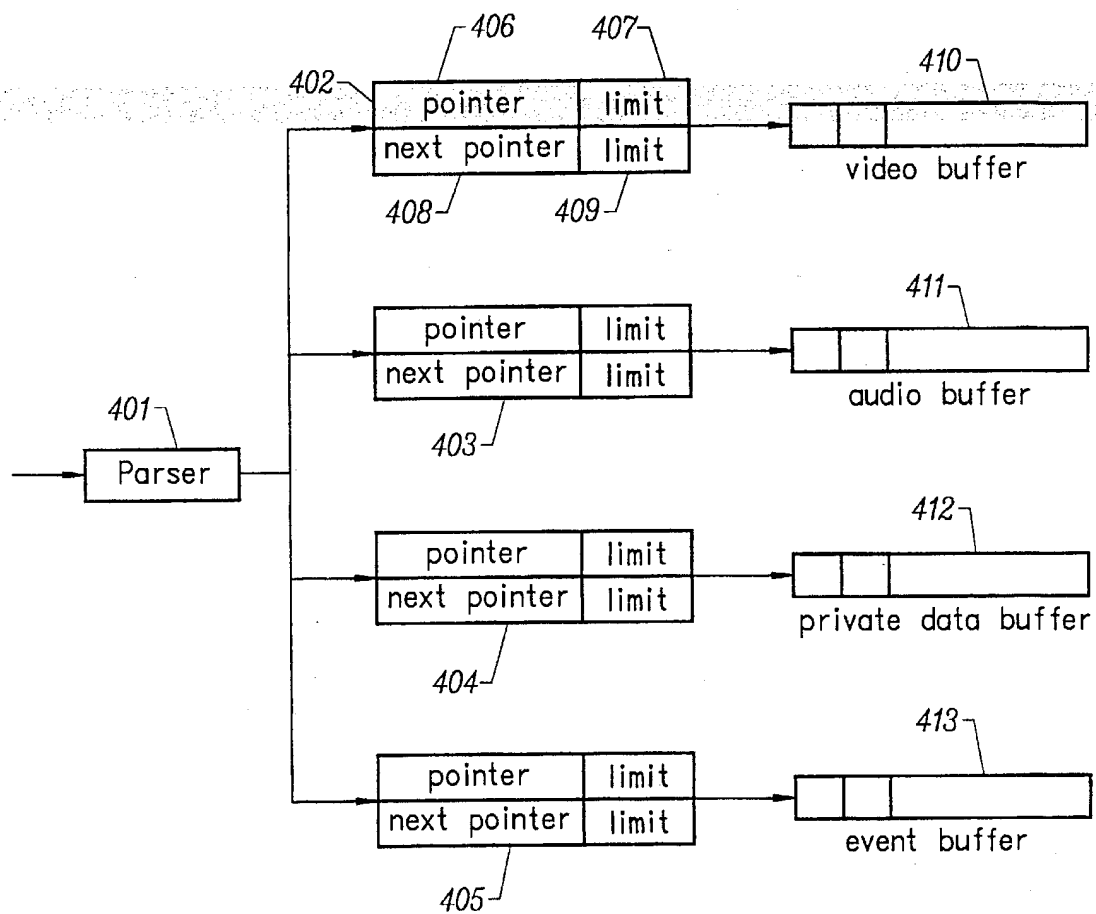 406
407
402
410
pointer
limit
next pointer
limit
video buffer
408
409
411
pointer
limit
next pointer
limit
audio buffer
401
403
Parser
412
pointer
limit
next pointer
limit
private data buffer
404
413
pointer
limit
next pointer
limit
event buffer
405